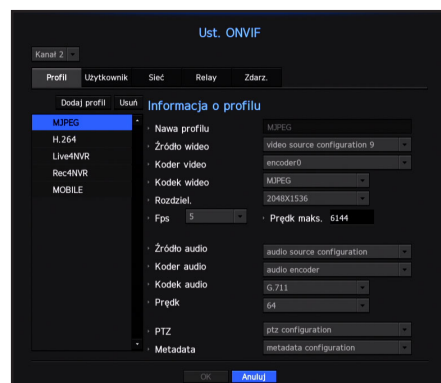 Ust. ONVIF
Kanał 2
Profil Użytkownik Sieć Relay Zdarz.
Dodaj profil Usuń Informacja o profilu
MJPEG
H.264
Live4NVR
Rec4NVR
MOBILE
Nawa profilu MJPEG
Źródło wideo video source configuration 9
Koder video encoder0
Kodek wideo MJPEG
Rozdziel. 2048X1536
Fps 5 Prędk maks. 6144
Źródło audio audio source configuration
Koder audio audio encoder
Kodek audio G.711
Prędk 64
PTZ ptz configuration
Metadata metadata configuration
OK Anuluj